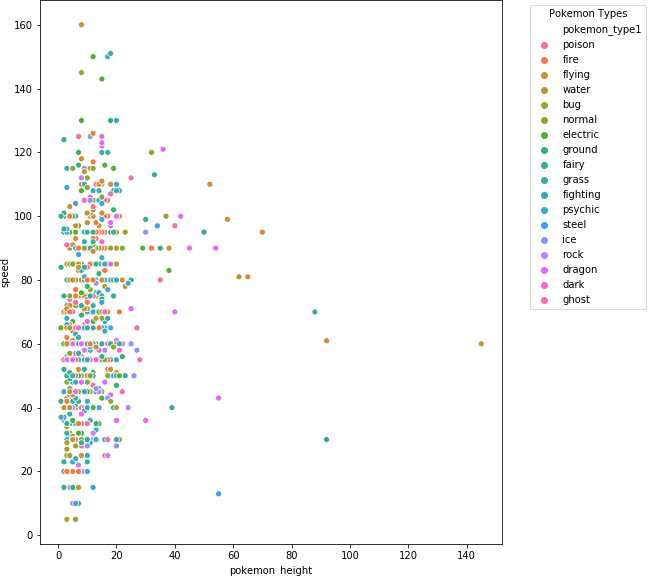 160
140
120
100
80
60
40
20
0
speed
0 20 40 60 80 100 120 140
pokemon_height
Pokemon Types
pokemon_type1
poison
fire
flying
water
bug
normal
electric
ground
fairy
grass
fighting
psychic
steel
ice
rock
dragon
dark
ghost